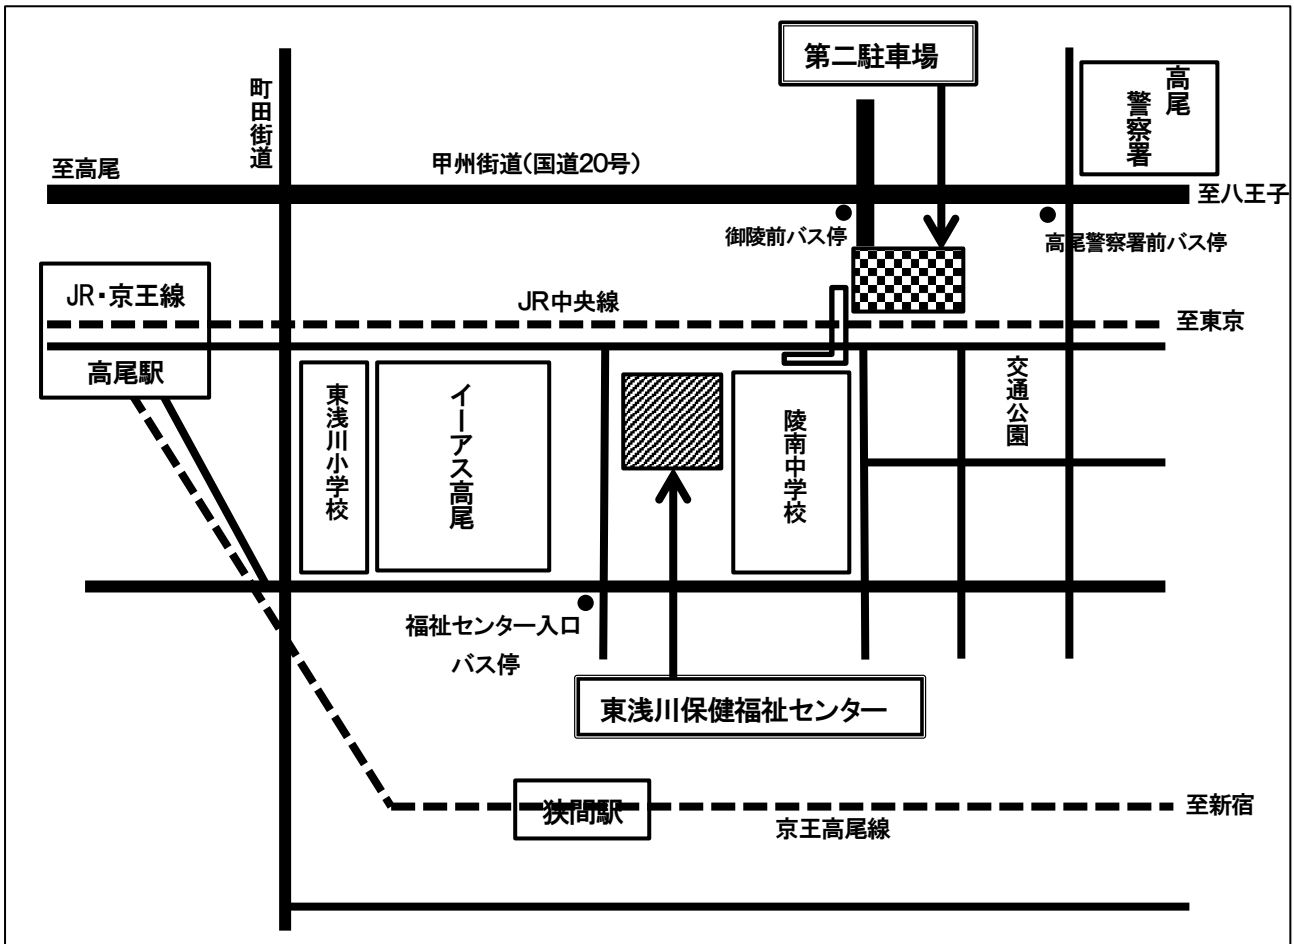 第二駐車場
高尾
警察署
町田街道
至高尾
甲州街道(国道20号)
至八王子
御陵前バス停
高尾警察署前バス停
JR・京王線
高尾駅
JR中央線
至東京
東浅川小学校
イーアス高尾
陵南中学校
交通公園
福祉センター入口
バス停
東浅川保健福祉センター
狭間駅
京王高尾線
至新宿